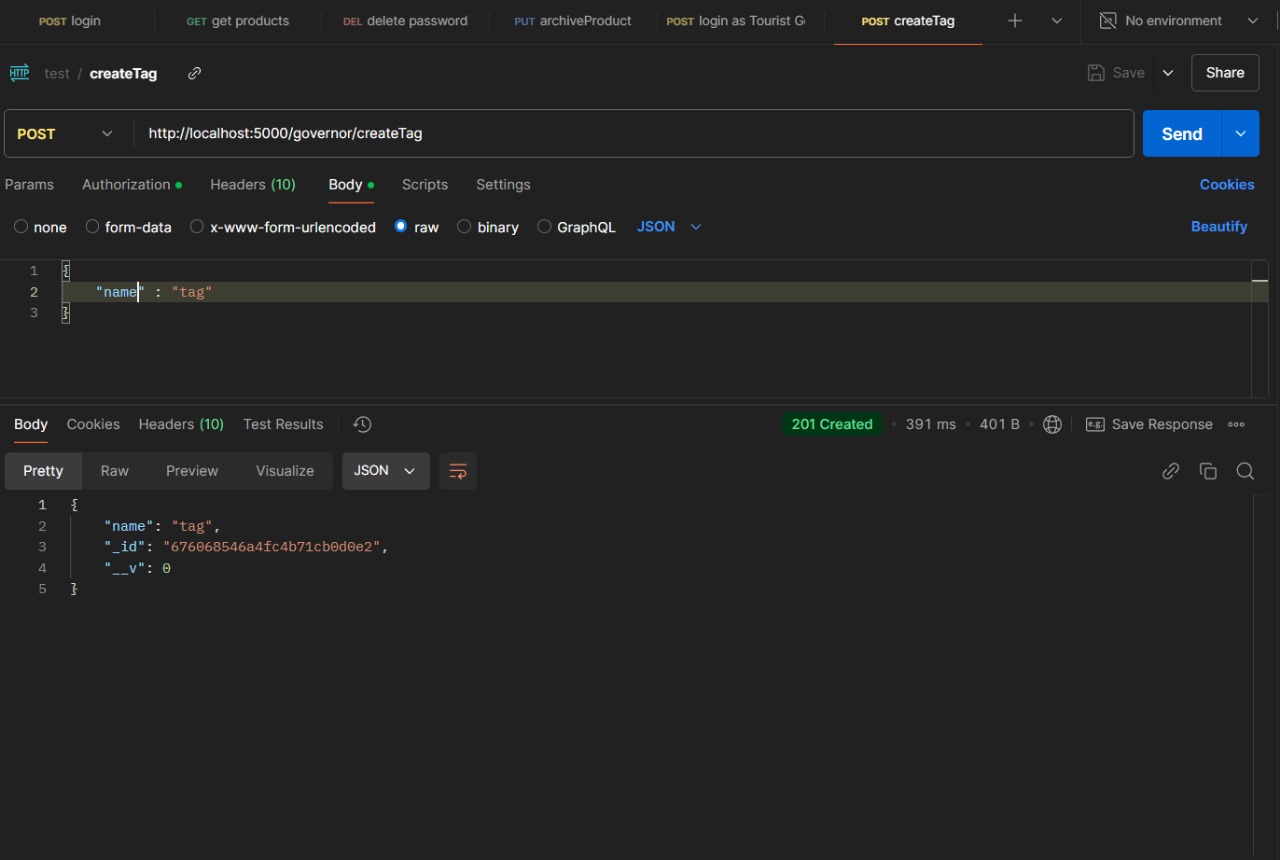 POST login GET get products DEL delete password PUT archiveProduct POST login as Tourist G POST createTag No environment
HTTP test / createTag Save Share
POST http://localhost:5000/governor/createTag Send
Params Authorization Headers (10) Body Scripts Settings Cookies
none form-data x-www-form-urlencoded raw binary GraphQL JSON Beautify
1 {
2 "name" : "tag"
3 }
Body Cookies Headers (10) Test Results 201 Created 391 ms 401 B e.g. Save Response
Pretty Raw Preview Visualize JSON
1 {
2 "name": "tag",
3 "_id": "676068546a4fc4b71cb0d0e2",
4 "__v": 0
5 }